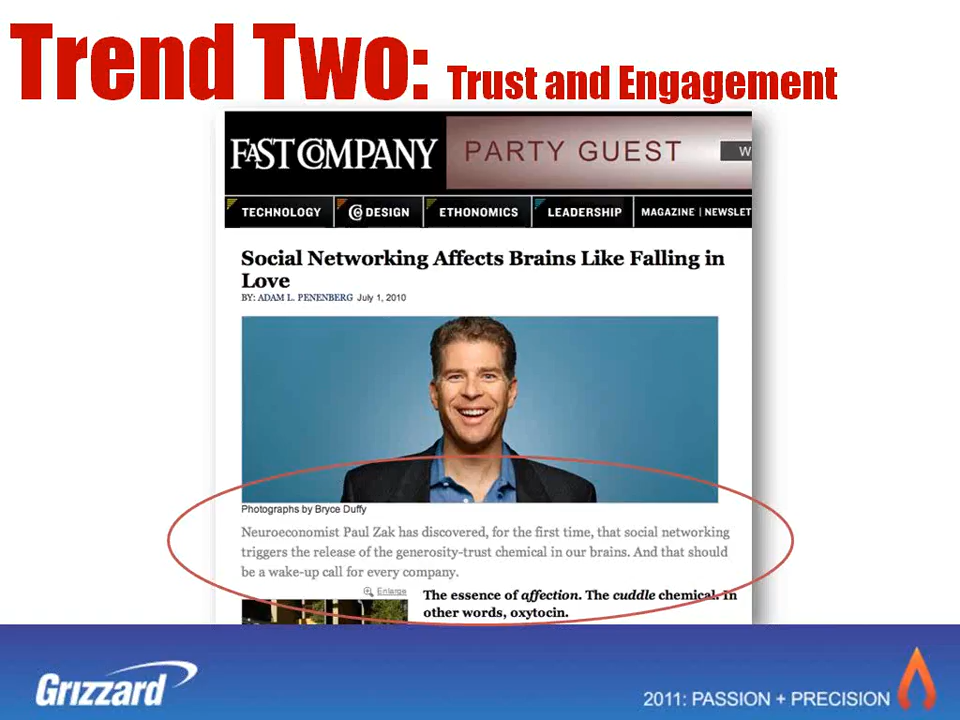 Trend Two: Trust and Engagement
FAST COMPANY
PARTY GUEST
W
TECHNOLOGY
CO DESIGN
ETHONOMICS
LEADERSHIP
MAGAZINE | NEWSLET
Social Networking Affects Brains Like Falling in
Love
BY: ADAM L. PENENBERG July 1, 2010
Photographs by Bryce Duffy
Neuroeconomist Paul Zak has discovered, for the first time, that social networking
triggers the release of the generosity-trust chemical in our brains. And that should
be a wake-up call for every company.
Enlarge
The essence of affection. The cuddle chemical. In
other words, oxytocin.
GRIZZARD
2011: PASSION + PRECISION